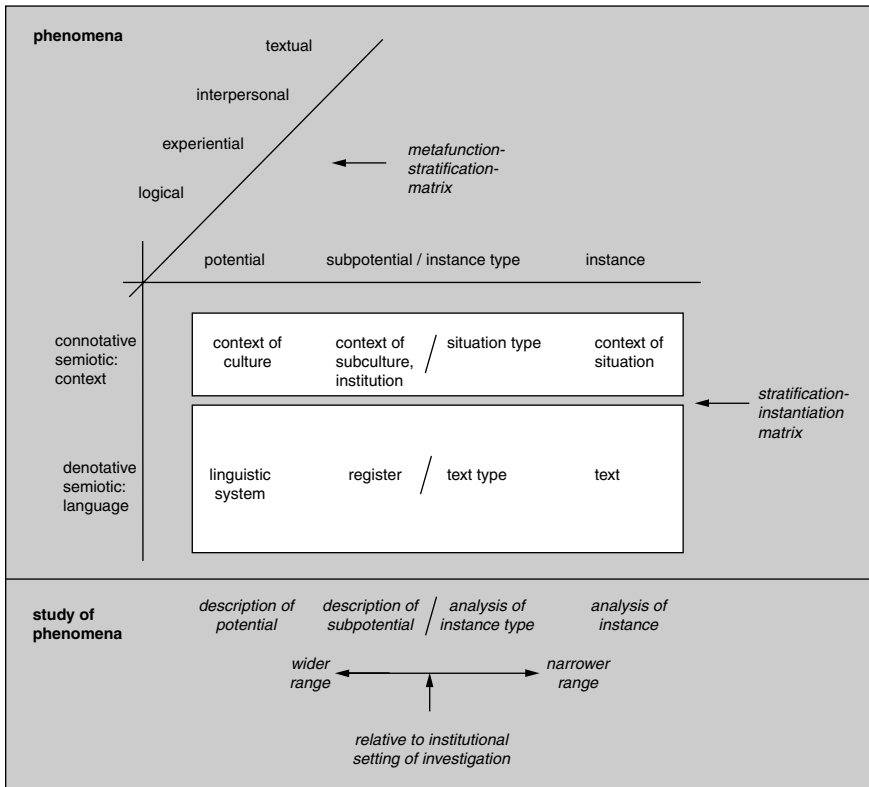 phenomena
textual
interpersonal
experiential
logical
metafunction-
stratification-
matrix
potential
subpotential / instance type
instance
connotative
semiotic:
context
context of
culture
context of
subculture,
institution
/
situation type
context of
situation
stratification-
instantiation
matrix
denotative
semiotic:
language
linguistic
system
register
/
text type
text
study of
phenomena
description of
potential
description of
subpotential
/
analysis of
instance type
analysis of
instance
wider
range
narrower
range
relative to institutional
setting of investigation